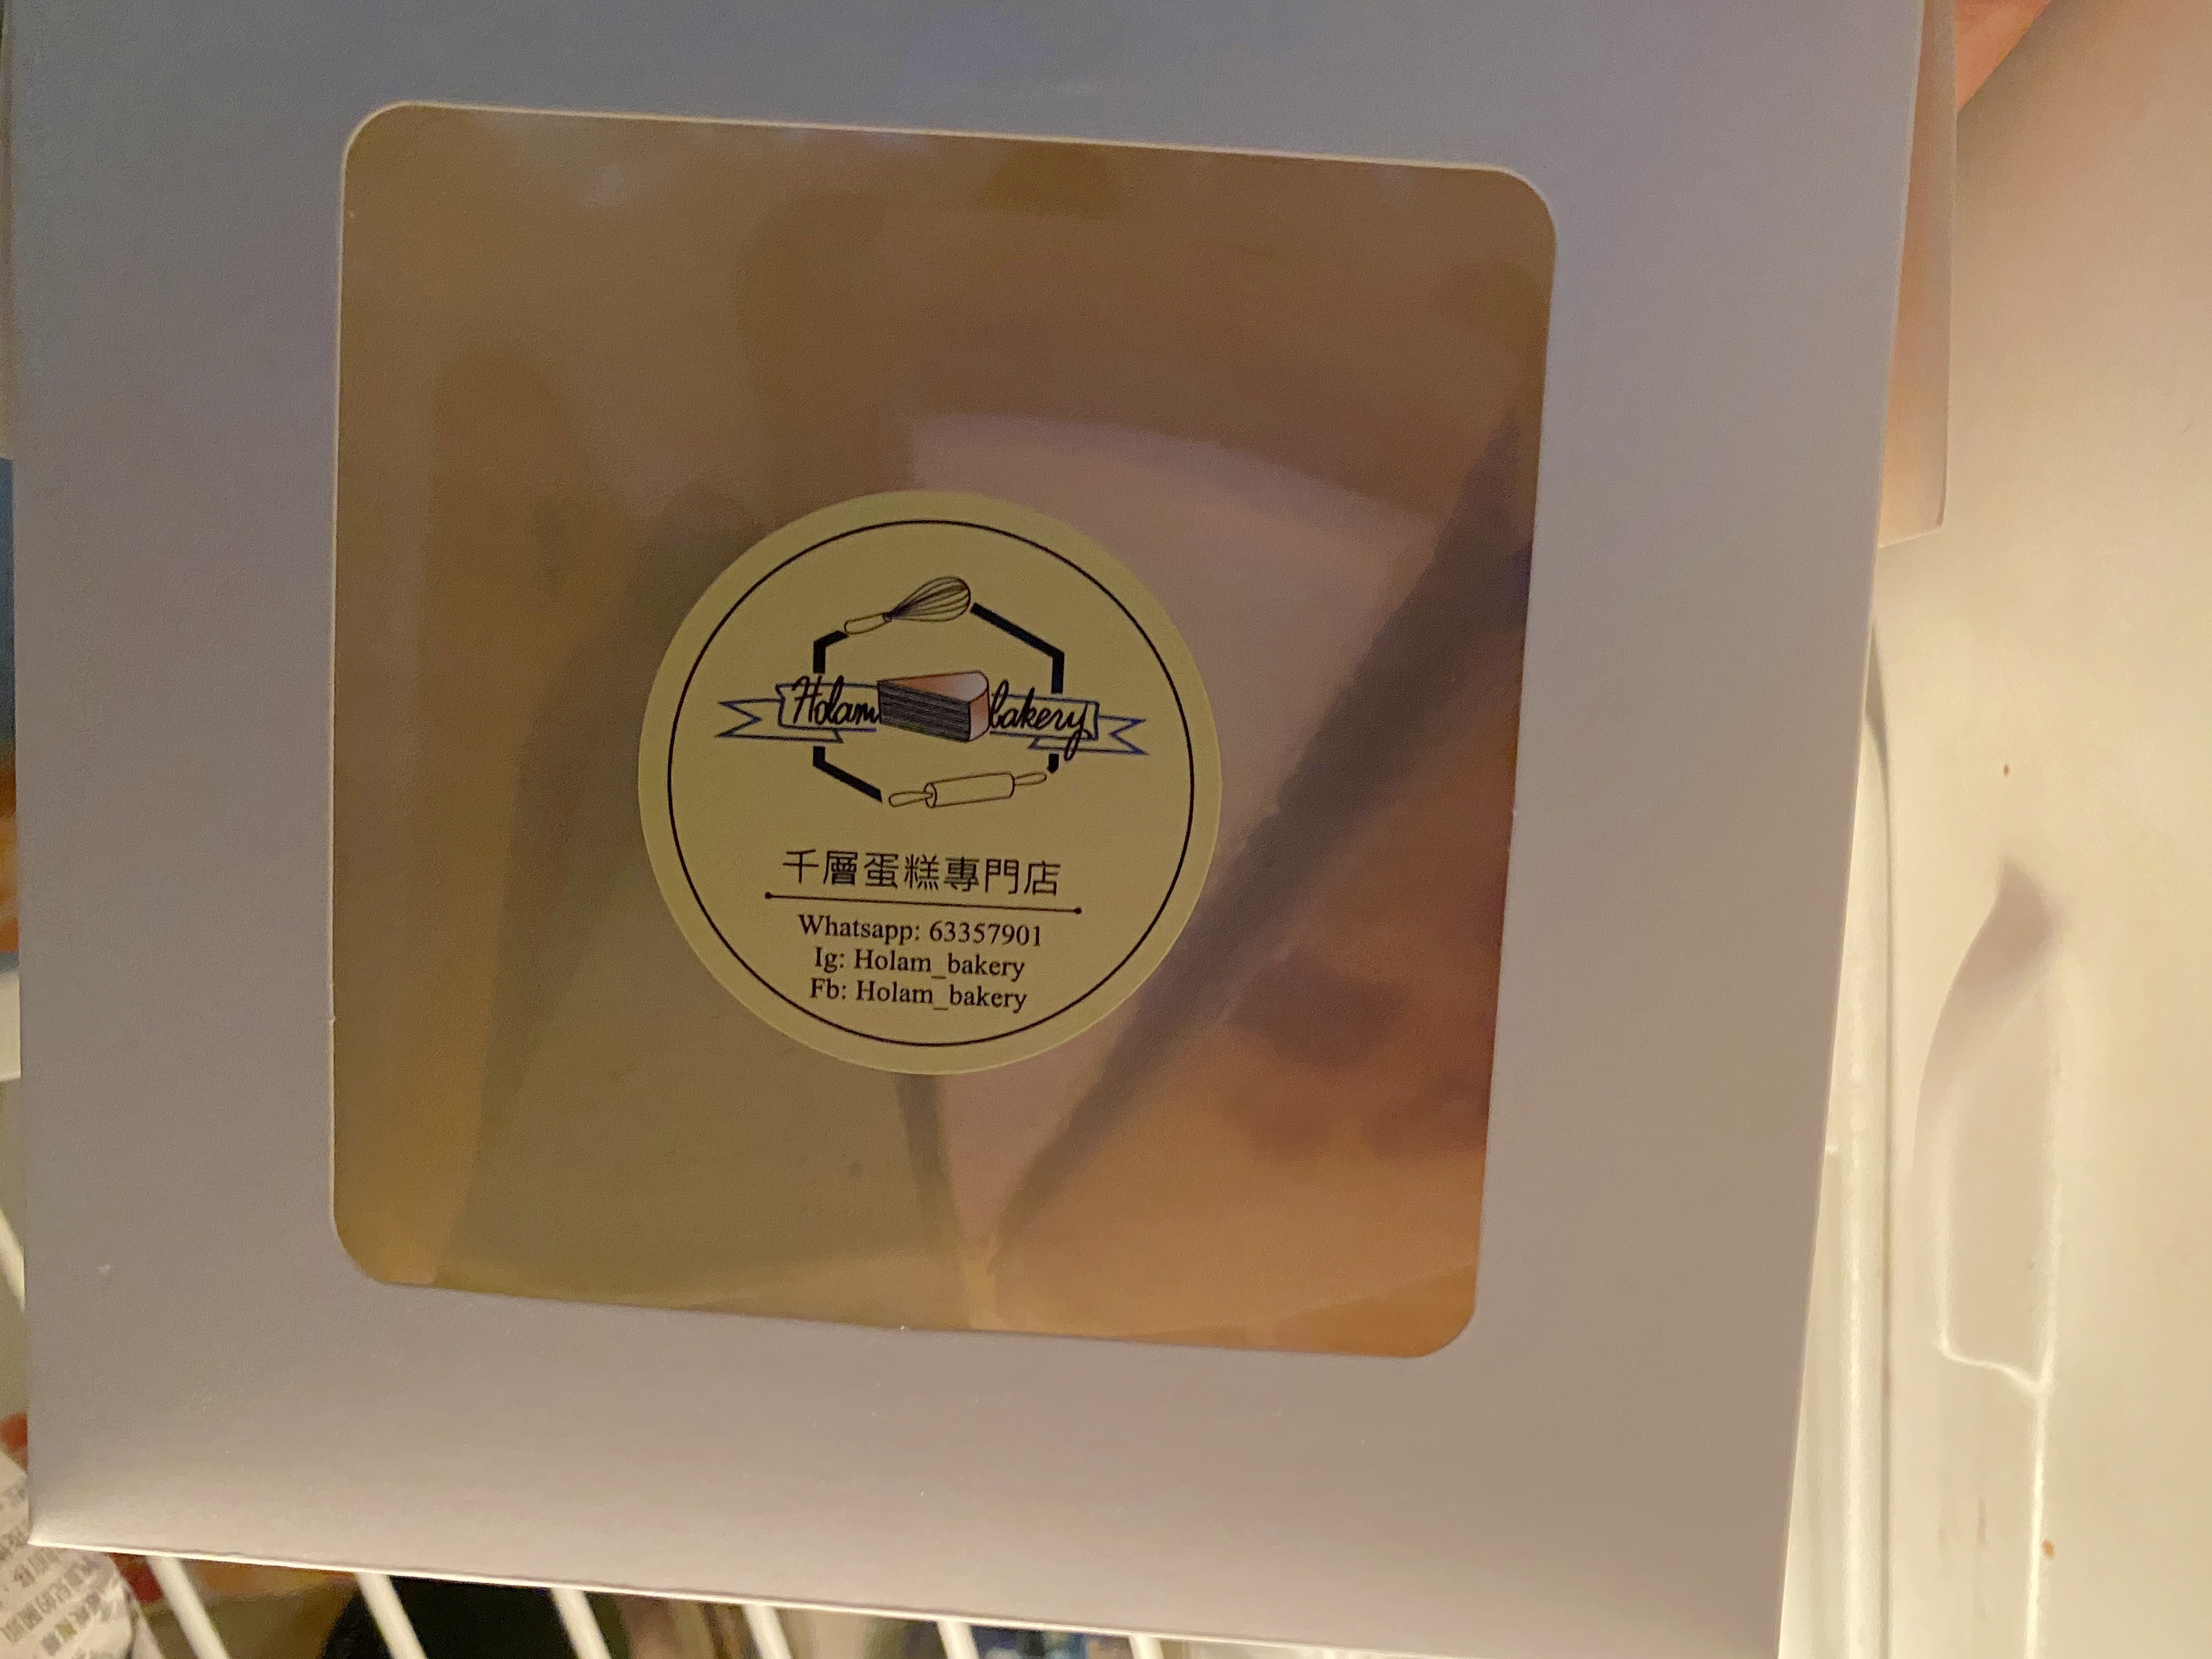 Holam bakery
千層蛋糕專門店
Whatsapp: 63357901
Ig: Holam_bakery
Fb: Holam_bakery